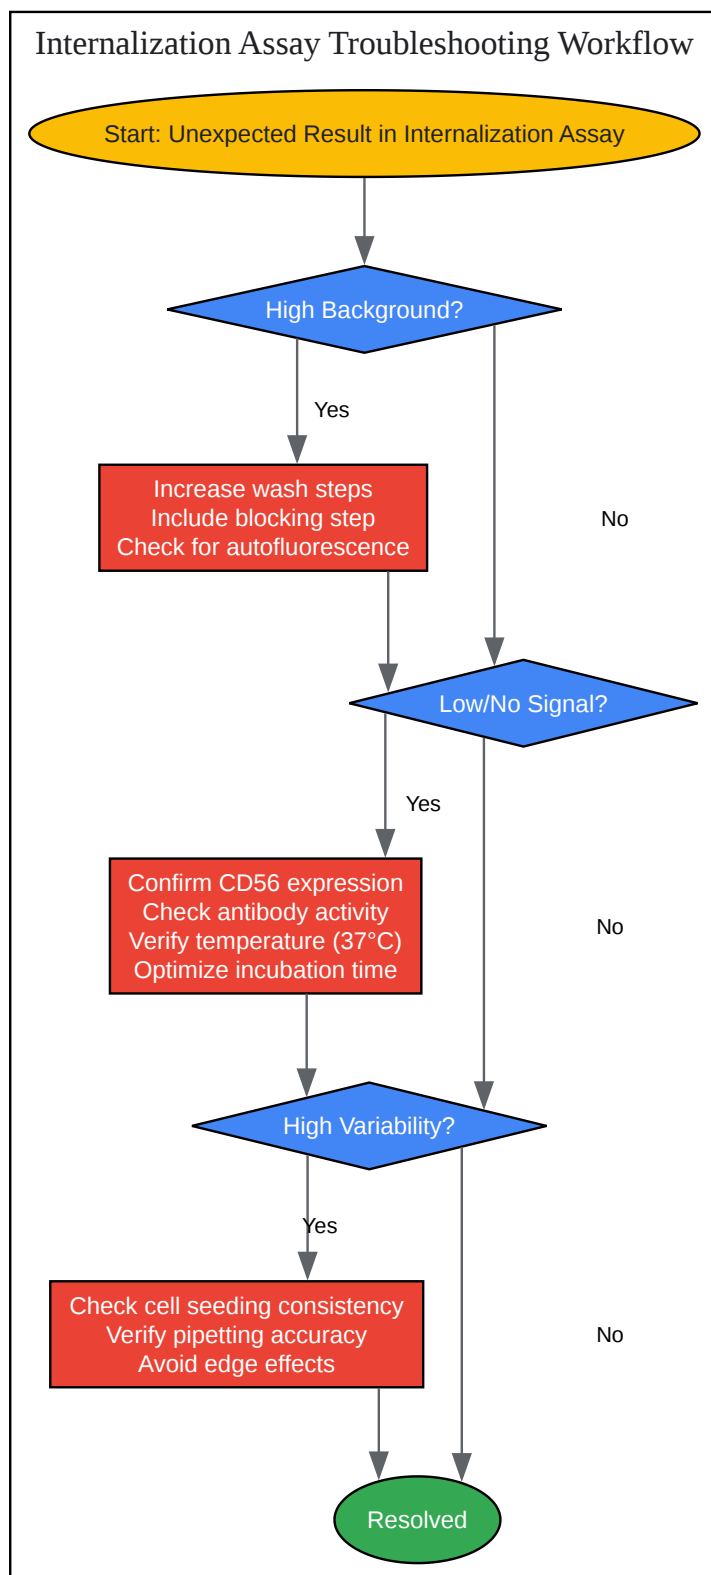 Internalization Assay Troubleshooting Workflow
Start: Unexpected Result in Internalization Assay
High Background?
Yes
Increase wash steps
Include blocking step
Check for autofluorescence
No
Low/No Signal?
Yes
Confirm CD56 expression
Check antibody activity
Verify temperature (37°C)
Optimize incubation time
No
High Variability?
Yes
Check cell seeding consistency
Verify pipetting accuracy
Avoid edge effects
No
Resolved